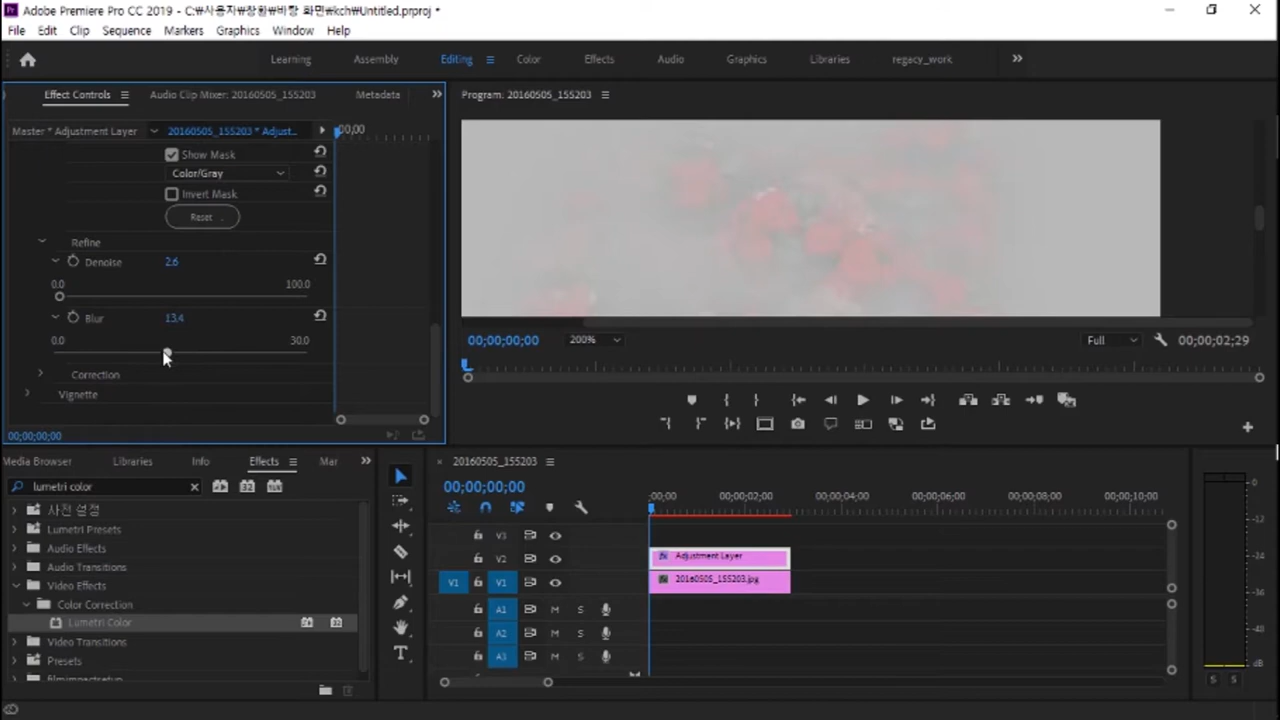 Adobe Premiere Pro CC 2019 - C:₩사용자₩창원₩바탕 화면₩kch₩Untitled.prproj *
File Edit Clip Sequence Markers Graphics Window Help
Learning Assembly Editing Color Effects Audio Graphics Libraries regacy_work
Effect Controls Audio Clip Mixer: 20160505_155203 Metadata
Program: 20160505_155203
Master * Adjustment Layer 20160505_155203 * Adjust... 00;00
Show Mask
Color/Gray
Invert Mask
Reset
Refine
Denoise 2.6
0.0 100.0
Blur 13.4
0.0 30.0
Correction
Vignette
00;00;00;00
00;00;00;00 200% Full 00;00;02;29
Media Browser Libraries Info Effects Mar
lumetri color
사전 설정
Lumetri Presets
Audio Effects
Audio Transitions
Video Effects
Color Correction
Lumetri Color
Video Transitions
Presets
filmimpactsetup
20160505_155203
00;00;00;00
:00;00 00;00;02;00 00;00;04;00 00;00;06;00 00;00;08;00 00;00;10;00
V3
V2 Adjustment Layer
V1 V1 20160505_155203.jpg
A1 M S
A2 M S
A3 M S
0
-12
-24
-36
-48
dB
S S